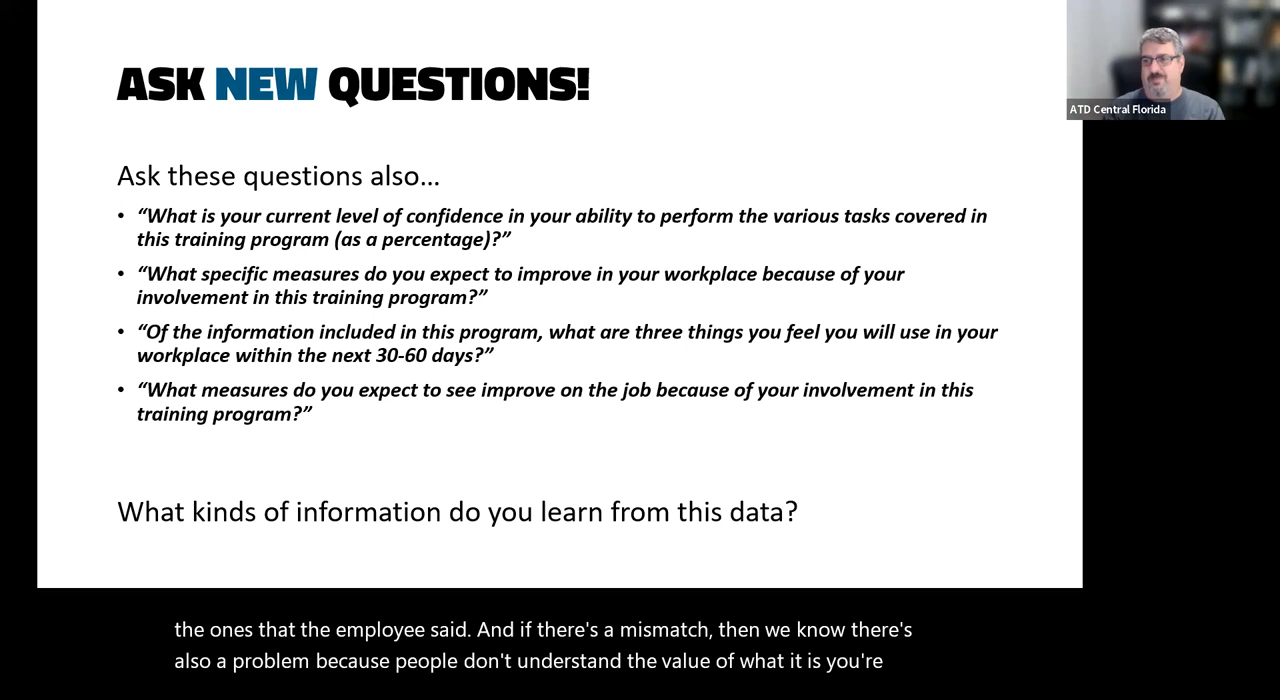 ASK NEW QUESTIONS!
ATD Central Florida
Ask these questions also...
• “What is your current level of confidence in your ability to perform the various tasks covered in
this training program (as a percentage)?”
• “What specific measures do you expect to improve in your workplace because of your
involvement in this training program?”
• “Of the information included in this program, what are three things you feel you will use in your
workplace within the next 30-60 days?”
• “What measures do you expect to see improve on the job because of your involvement in this
training program?”
What kinds of information do you learn from this data?
the ones that the employee said. And if there's a mismatch, then we know there's
also a problem because people don't understand the value of what it is you're